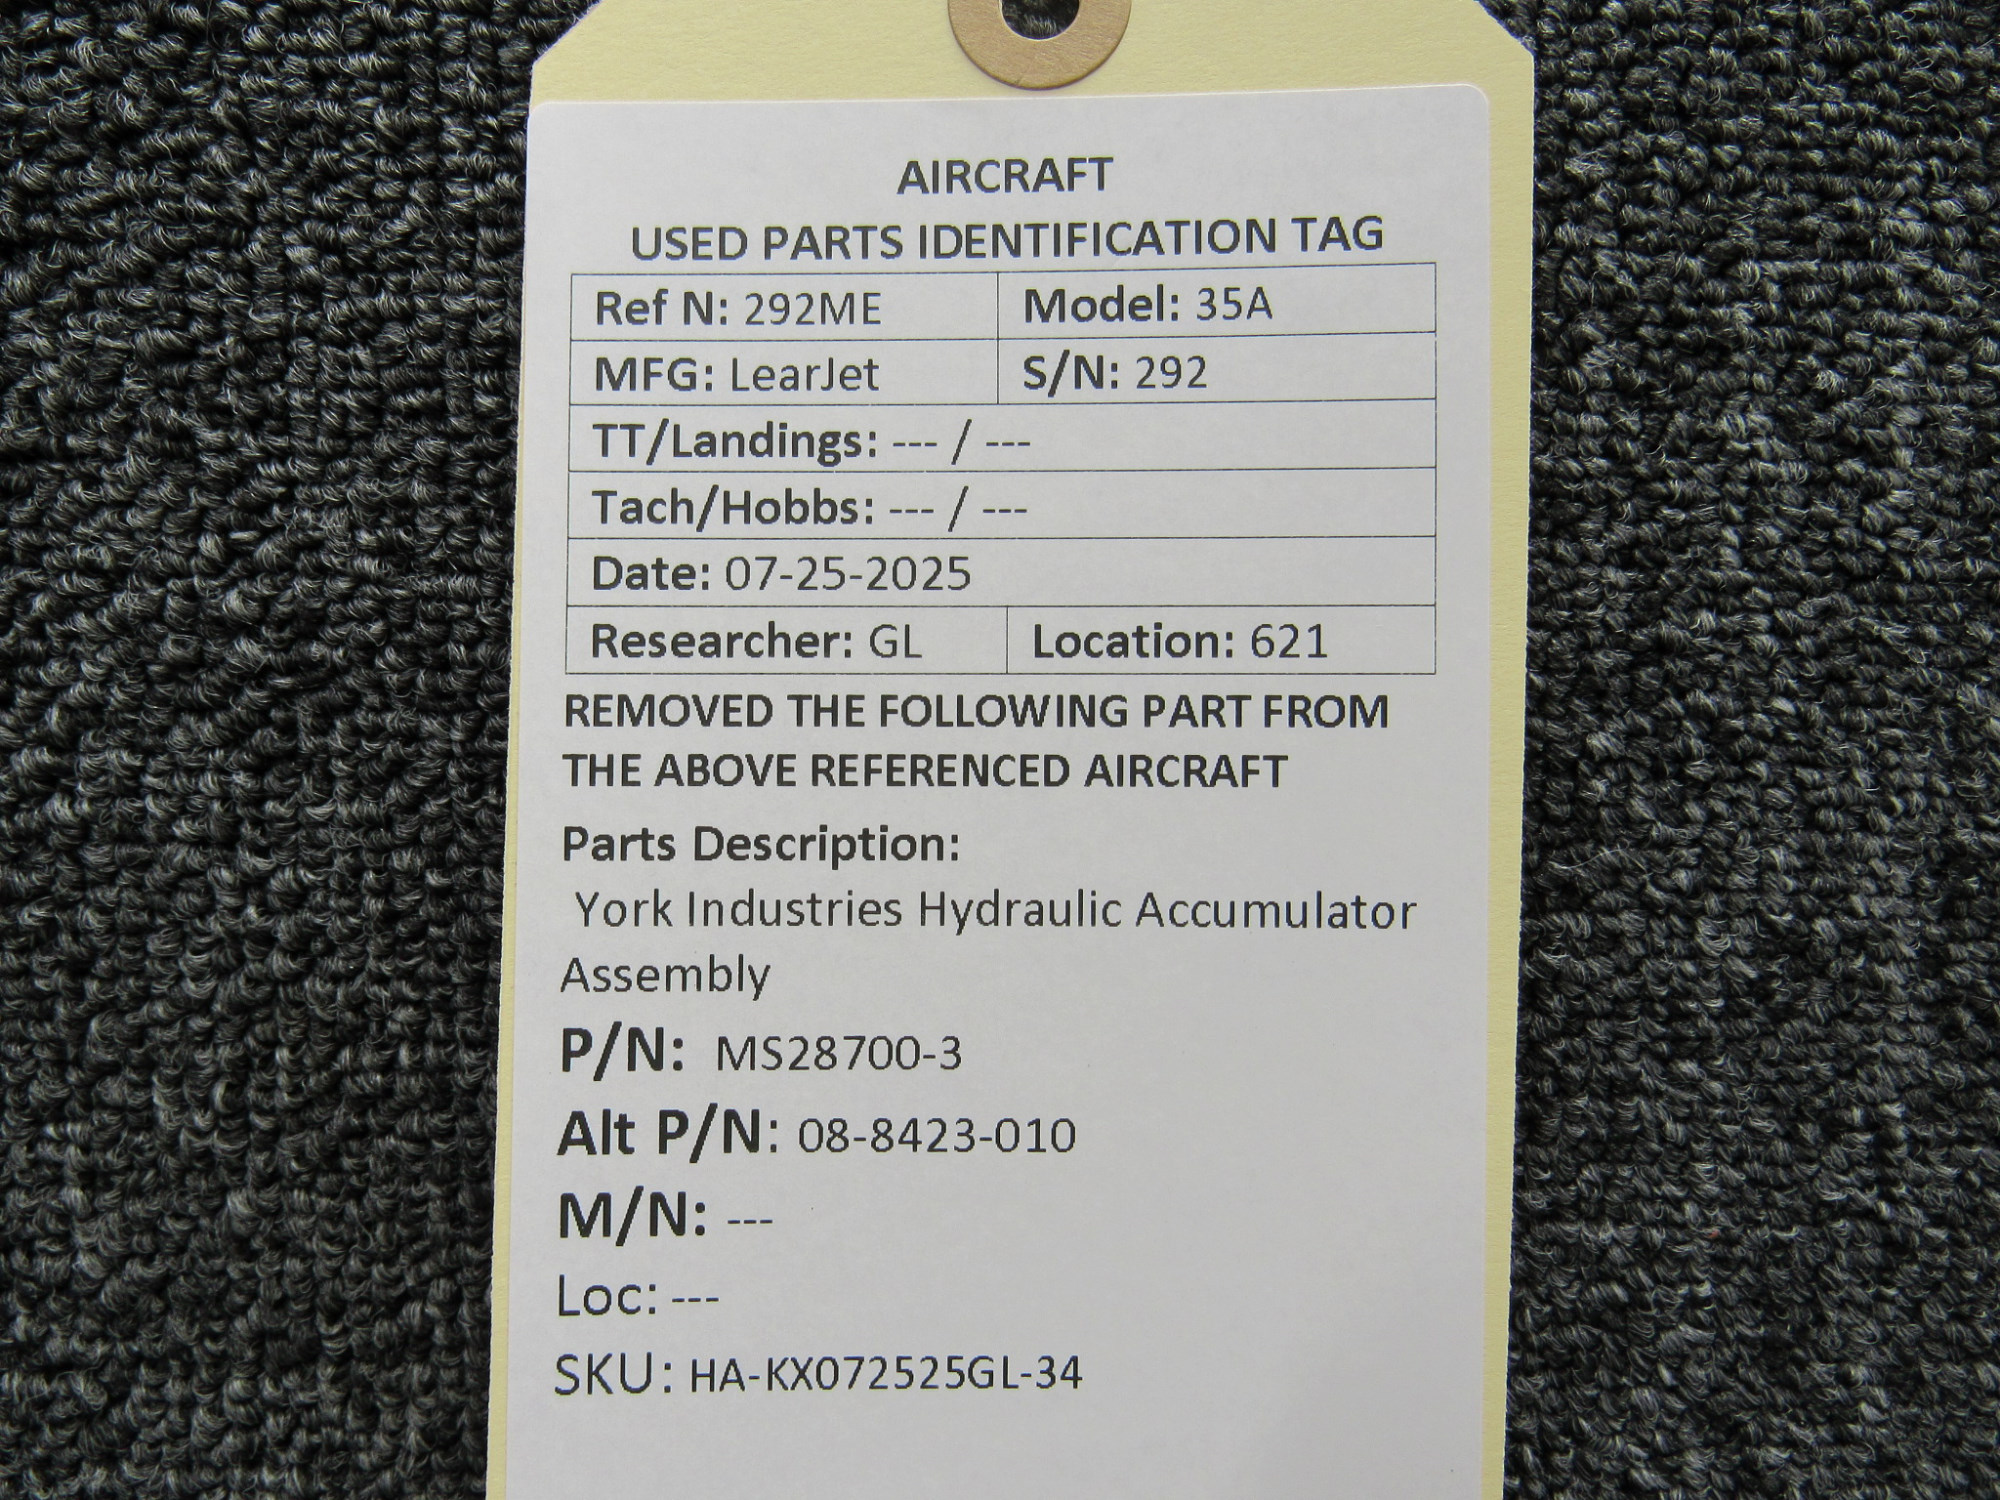 AIRCRAFT
USED PARTS IDENTIFICATION TAG
Ref N: 292ME Model: 35A
MFG: LearJet S/N: 292
TT/Landings: --- / ---
Tach/Hobbs: --- / ---
Date: 07-25-2025
Researcher: GL Location: 621
REMOVED THE FOLLOWING PART FROM
THE ABOVE REFERENCED AIRCRAFT
Parts Description:
York Industries Hydraulic Accumulator
Assembly
P/N: MS28700-3
Alt P/N: 08-8423-010
M/N: ---
Loc: ---
SKU: HA-KX072525GL-34